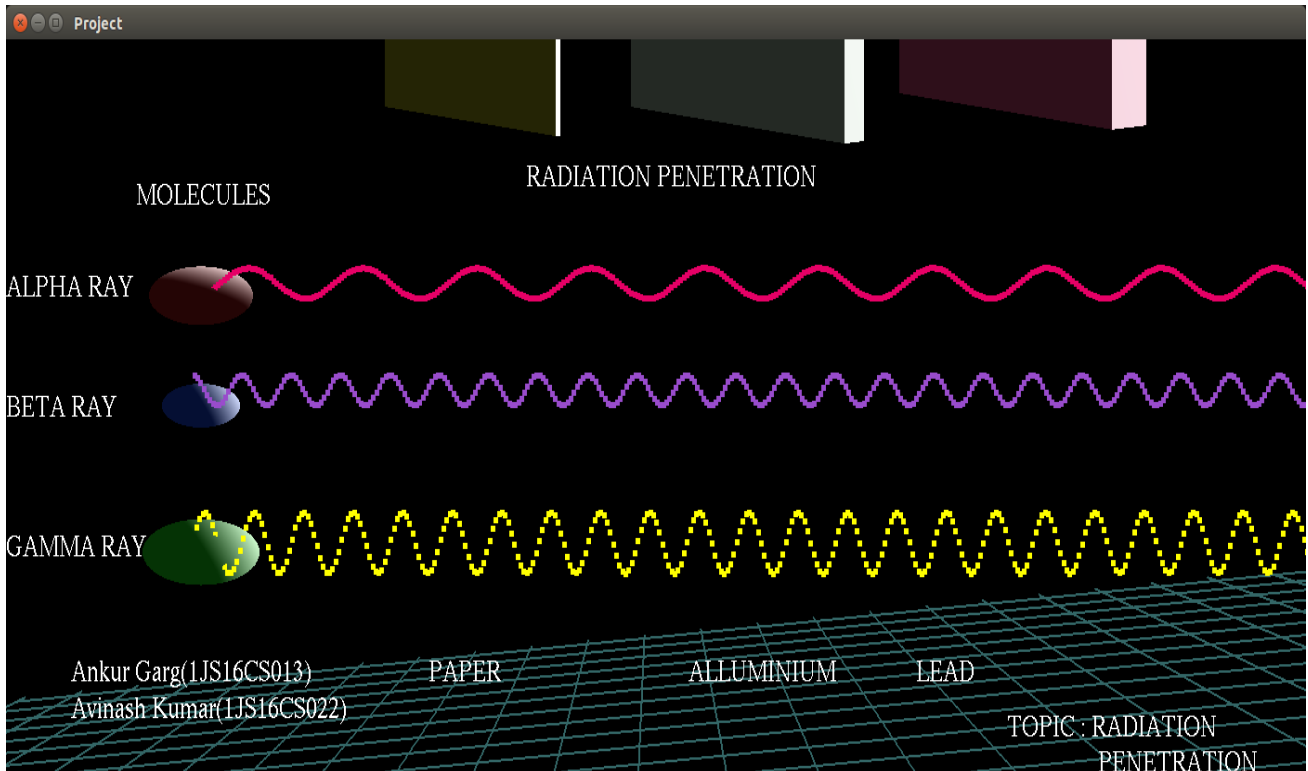 Project
RADIATION PENETRATION
MOLECULES
ALPHA RAY
BETA RAY
GAMMA RAY
Ankur Garg(1JS16CS013)
Avinash Kumar(1JS16CS022)
PAPER
ALLUMINIUM
LEAD
TOPIC : RADIATION
PENETRATION